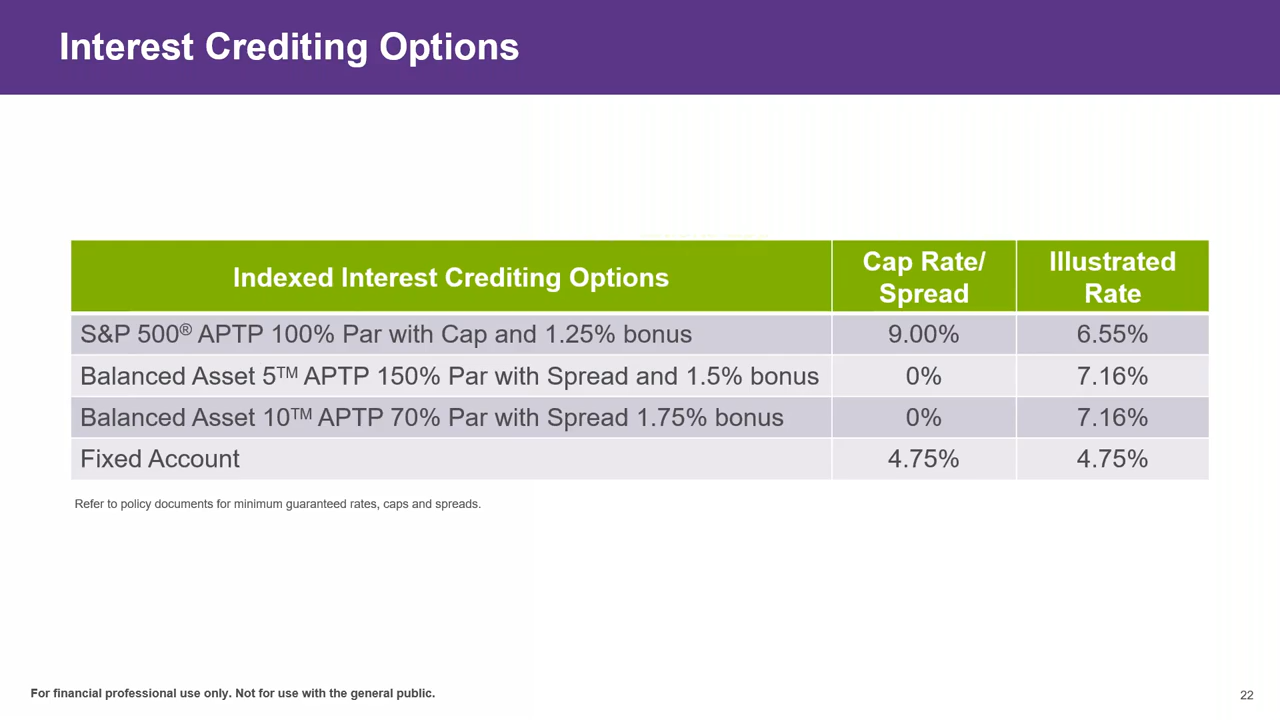 Interest Crediting Options
Indexed Interest Crediting Options
Cap Rate/
Spread
Illustrated
Rate
S&P 500® APTP 100% Par with Cap and 1.25% bonus 9.00% 6.55%
Balanced Asset 5™ APTP 150% Par with Spread and 1.5% bonus 0% 7.16%
Balanced Asset 10™ APTP 70% Par with Spread 1.75% bonus 0% 7.16%
Fixed Account 4.75% 4.75%
Refer to policy documents for minimum guaranteed rates, caps and spreads.
For financial professional use only. Not for use with the general public. 22